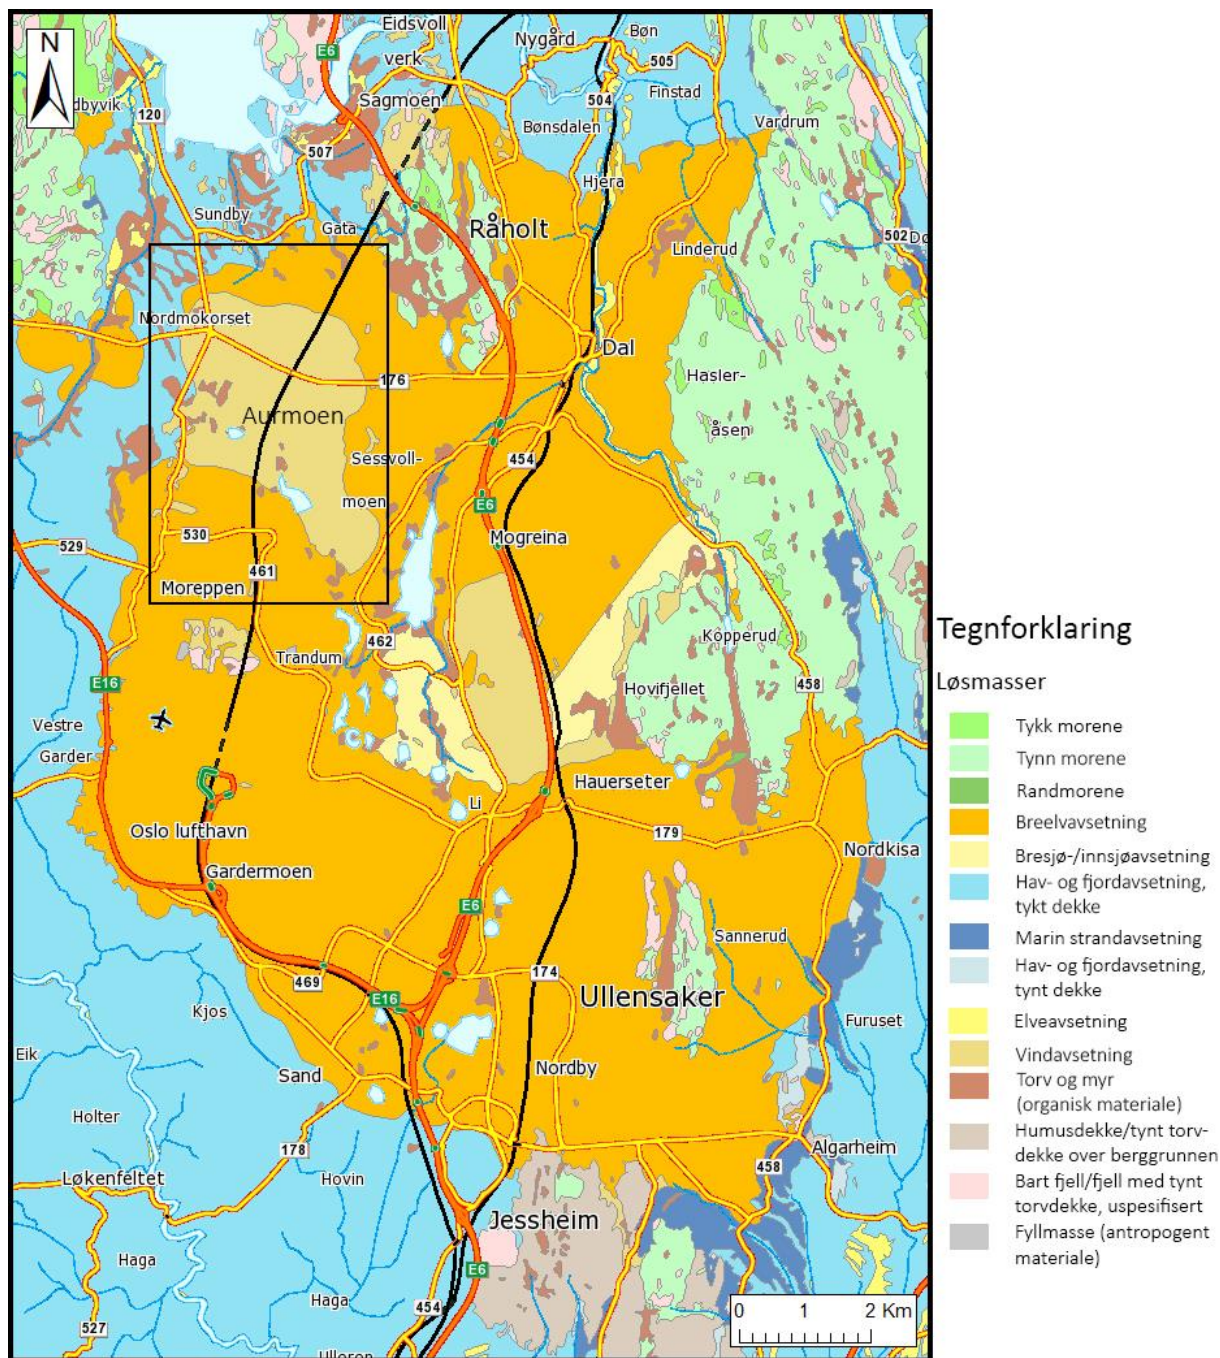 N
Eidsvoll
verk
Nygård
Bøn
E6
505
Finstad
dbyvik
120
Sagmoen
504
Bønsdalen
Vardrum
507
Hjera
Sundby
Gata
Råholt
Linderud
502
Dø
Nordmokorset
Dal
176
Hasler-
åsen
Aurmoen
Sessvoll-
moen
454
E6
530
Mogreina
529
461
Moreppen
462
Kopperud
Trandum
E16
Hovifjellet
458
Vestre
Garder
Hauerseter
Li
Oslo lufthavn
179
Nordkisa
Gardermoen
E6
Sannerud
174
469
E16
Ullensaker
Kjos
Furuset
Eik
Nordby
Sand
Holter
178
Algarheim
458
Løkenfeltet
Hovin
Jessheim
Haga
E6
Haga
454
527
Ulleren
0 1 2 Km
Tegnforklaring
Løsmasser
Tykk morene
Tynn morene
Randmorene
Breelvavsetning
Bresjø-/innsjøavsetning
Hav- og fjordavsetning,
tykt dekke
Marin strandavsetning
Hav- og fjordavsetning,
tynt dekke
Elveavsetning
Vindavsetning
Torv og myr
(organisk materiale)
Humusdekke/tynt torv-
dekke over berggrunnen
Bart fjell/fjell med tynt
torvdekke, uspesifisert
Fyllmasse (antropogent
materiale)